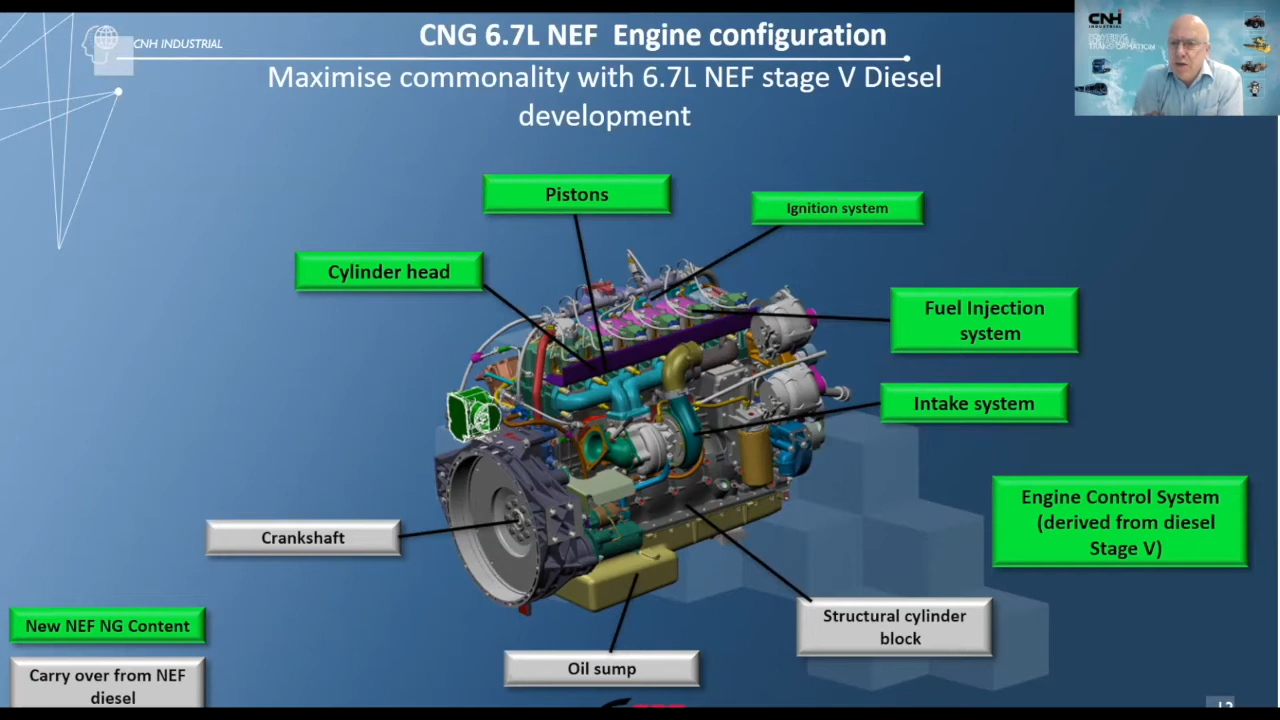 CNG 6.7L NEF Engine configuration
CNH INDUSTRIAL
Maximise commonality with 6.7L NEF stage V Diesel
development
CNH
INDUSTRIAL
TRANSFORMATION
Pistons
Ignition system
Cylinder head
Fuel Injection
system
Intake system
Engine Control System
(derived from diesel
Stage V)
Crankshaft
Structural cylinder
block
New NEF NG Content
Oil sump
Carry over from NEF
diesel